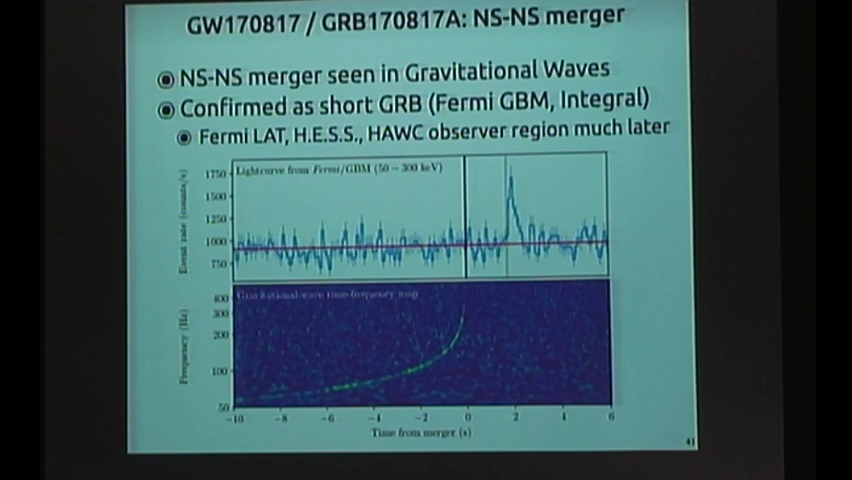 GW170817 / GRB170817A: NS-NS merger
NS-NS merger seen in Gravitational Waves
Confirmed as short GRB (Fermi GBM, Integral)
Fermi LAT, H.E.S.S., HAWC observer region much later
Lightcurve from Fermi/GBM (50 − 300 keV)
Event rate (counts/s)
1750
1500
1250
1000
750
Gravitational-wave time-frequency map
Frequency (Hz)
400
300
200
100
50
−10 −8 −6 −4 −2 0 2 4 6
Time from merger (s)
41